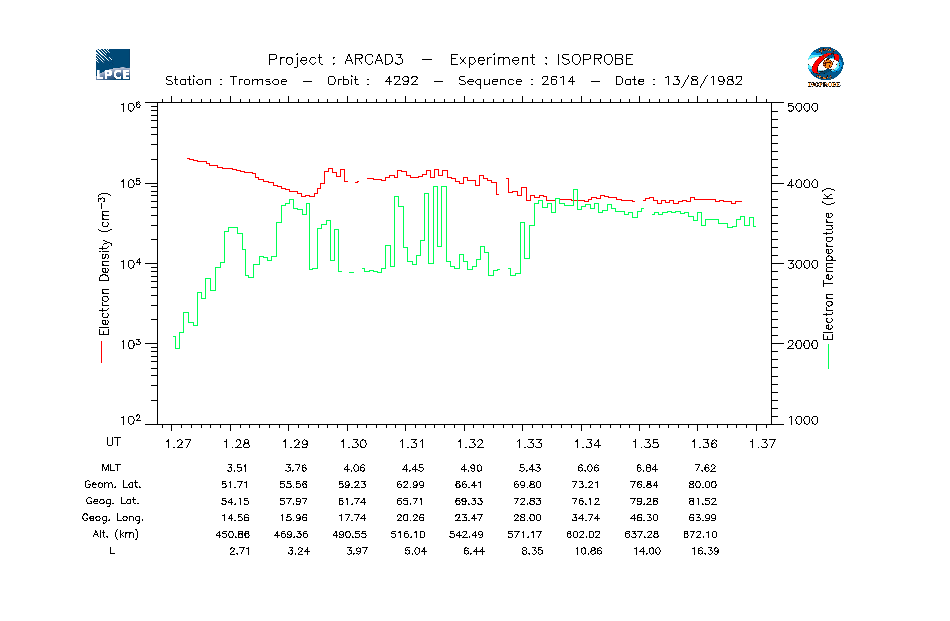 LPCE
Project : ARCAD3 — Experiment : ISOPROBE
Station : Tromsoe — Orbit : 4292 — Sequence : 2614 — Date : 13/8/1982
ISOPROBE
10⁶ 5000
10⁵ 4000
10⁴ 3000
10³ 2000
10² 1000
Electron Density (cm⁻³)
Electron Temperature (K)
UT 1.27 1.28 1.29 1.30 1.31 1.32 1.33 1.34 1.35 1.36 1.37
MLT 3.51 3.76 4.06 4.45 4.90 5.43 6.06 6.84 7.62
Geom. Lat. 51.71 55.56 59.23 62.99 66.41 69.80 73.21 76.84 80.00
Geog. Lat. 54.15 57.97 61.74 65.71 69.33 72.83 76.12 79.28 81.52
Geog. Long. 14.56 15.96 17.74 20.26 23.47 28.00 34.74 46.30 63.99
Alt. (km) 450.86 469.36 490.55 516.10 542.49 571.17 602.02 637.28 672.10
L 2.71 3.24 3.97 5.04 6.44 8.35 10.86 14.00 16.39